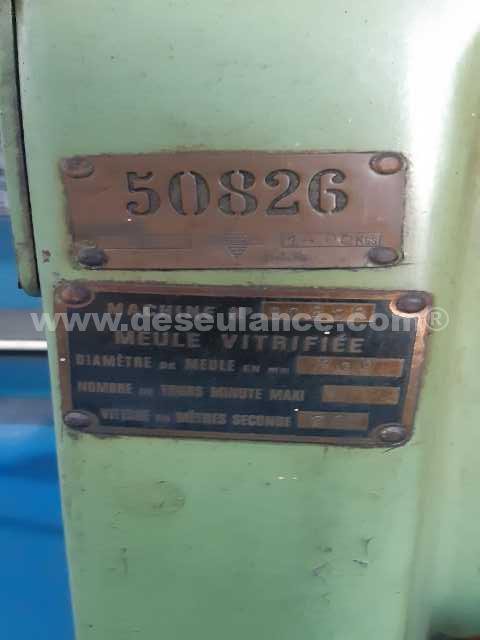 50826
KGS
MACHINE N°
www.deseulance.com®
MEULE VITRIFIÉE
DIAMÈTRE DE MEULE EN MM
NOMBRE DE TOURS MINUTE MAXI
VITESSE EN MÈTRES SECONDE